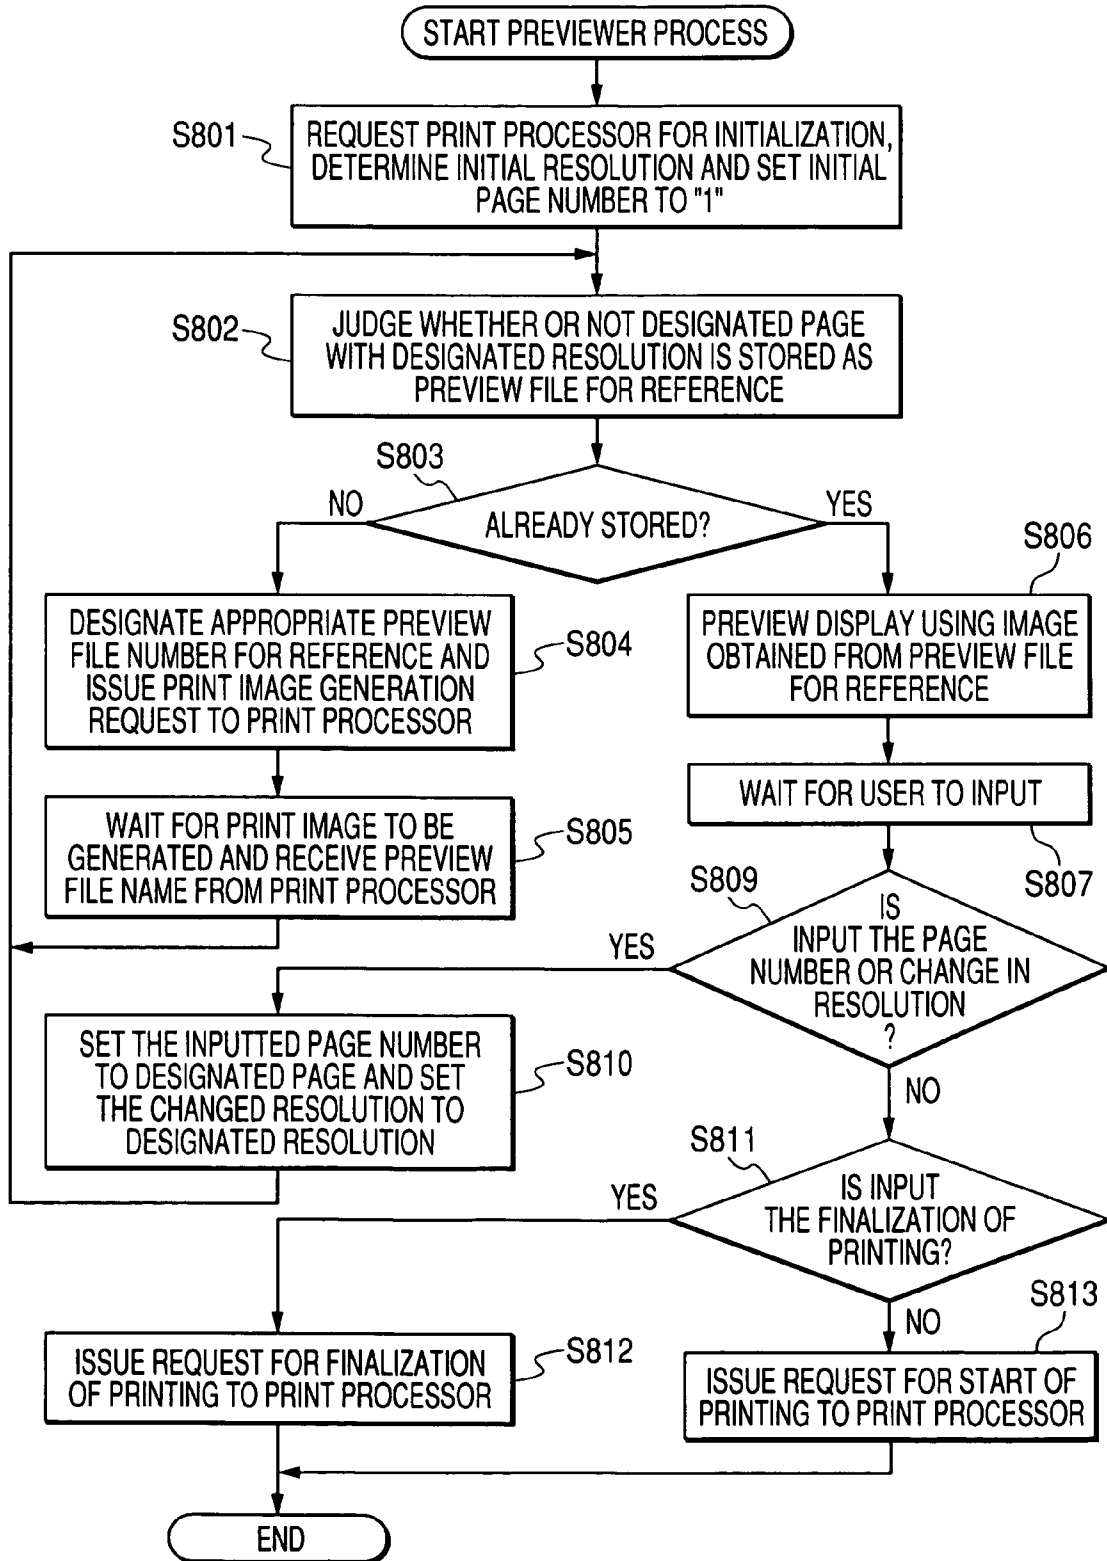 START PREVIEWER PROCESS
S801
REQUEST PRINT PROCESSOR FOR INITIALIZATION,
DETERMINE INITIAL RESOLUTION AND SET INITIAL
PAGE NUMBER TO "1"
S802
JUDGE WHETHER OR NOT DESIGNATED PAGE
WITH DESIGNATED RESOLUTION IS STORED AS
PREVIEW FILE FOR REFERENCE
S803
NO
YES
ALREADY STORED?
S804
DESIGNATE APPROPRIATE PREVIEW
FILE NUMBER FOR REFERENCE AND
ISSUE PRINT IMAGE GENERATION
REQUEST TO PRINT PROCESSOR
S806
PREVIEW DISPLAY USING IMAGE
OBTAINED FROM PREVIEW FILE
FOR REFERENCE
WAIT FOR PRINT IMAGE TO BE
GENERATED AND RECEIVE PREVIEW
FILE NAME FROM PRINT PROCESSOR
S805
WAIT FOR USER TO INPUT
S807
S809
YES
IS
INPUT THE PAGE
NUMBER OR CHANGE IN
RESOLUTION
?
NO
SET THE INPUTTED PAGE NUMBER
TO DESIGNATED PAGE AND SET
THE CHANGED RESOLUTION TO
DESIGNATED RESOLUTION
S810
S811
YES
IS INPUT
THE FINALIZATION OF
PRINTING?
NO
ISSUE REQUEST FOR FINALIZATION
OF PRINTING TO PRINT PROCESSOR
S812
S813
ISSUE REQUEST FOR START OF
PRINTING TO PRINT PROCESSOR
END